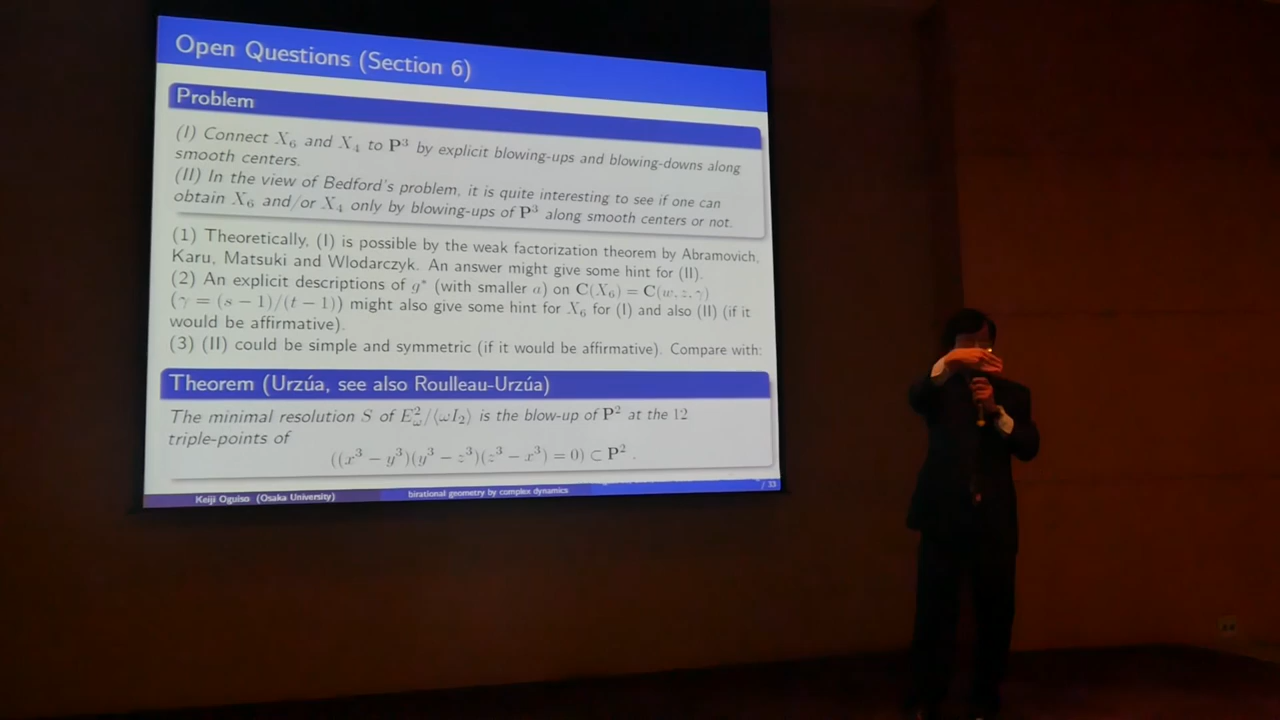 Open Questions (Section 6)
Problem
(I) Connect X₆ and X₄ to P³ by explicit blowing-ups and blowing-downs along
smooth centers.
(II) In the view of Bedford's problem, it is quite interesting to see if one can
obtain X₆ and/or X₄ only by blowing-ups of P³ along smooth centers or not.
(1) Theoretically, (I) is possible by the weak factorization theorem by Abramovich,
Karu, Matsuki and Wlodarczyk. An answer might give some hint for (II).
(2) An explicit descriptions of g* (with smaller a) on C(X₆) = C(w, z, γ)
(γ = (s − 1)/(t − 1)) might also give some hint for X₆ for (I) and also (II) (if it
would be affirmative).
(3) (II) could be simple and symmetric (if it would be affirmative). Compare with:
Theorem (Urzúa, see also Roulleau-Urzúa)
The minimal resolution S of E²_ω/⟨ωI₂⟩ is the blow-up of P² at the 12
triple-points of
((x³ − y³)(y³ − z³)(z³ − x³) = 0) ⊂ P² .
Keiji Oguiso (Osaka University) birational geometry by complex dynamics / 33